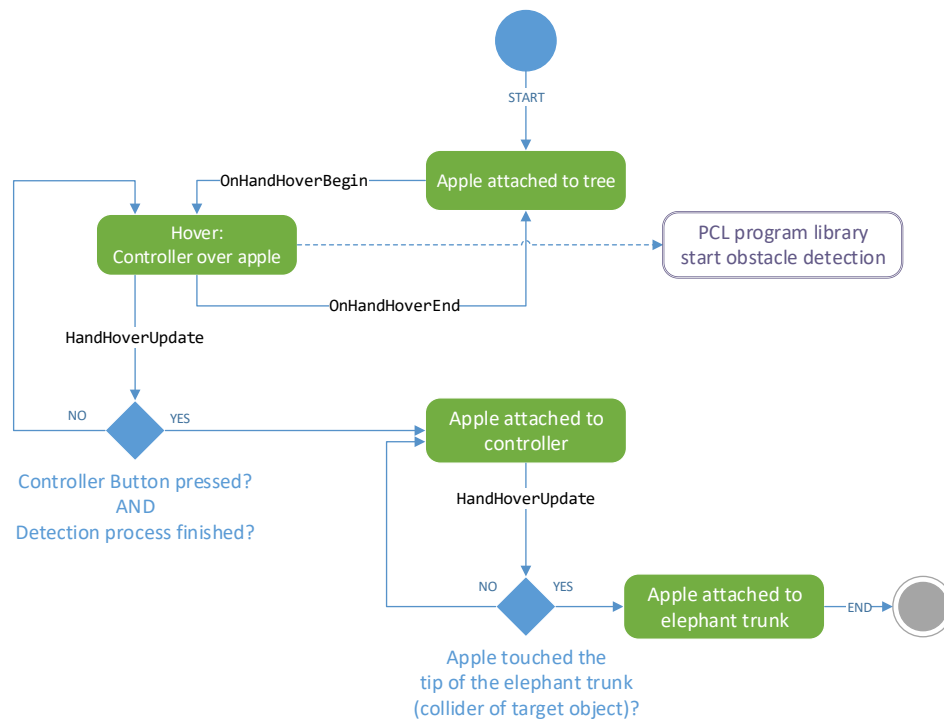 START
Apple attached to tree
OnHandHoverBegin
Hover:
Controller over apple
PCL program library
start obstacle detection
OnHandHoverEnd
HandHoverUpdate
NO
YES
Controller Button pressed?
AND
Detection process finished?
Apple attached to
controller
HandHoverUpdate
NO
YES
Apple attached to
elephant trunk
END
Apple touched the
tip of the elephant trunk
(collider of target object)?